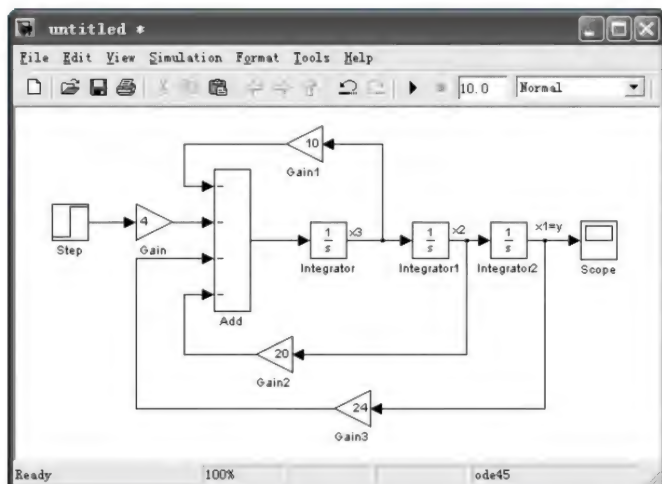 untitled *
File Edit View Simulation Format Tools Help
10.0 Normal
10
Gain1
Step
4
Gain
Add
1
s
Integrator
x3
1
s
Integrator1
x2
1
s
Integrator2
x1=y
Scope
20
Gain2
24
Gain3
Ready 100% ode45